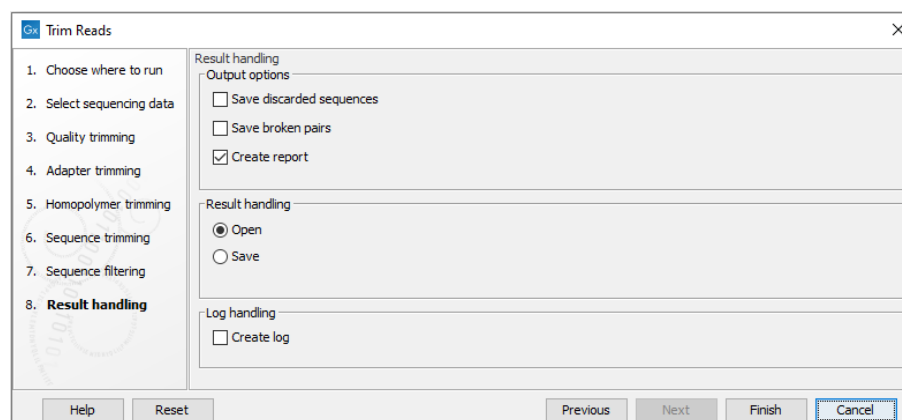 Gx Trim Reads
1. Choose where to run
2. Select sequencing data
3. Quality trimming
4. Adapter trimming
5. Homopolymer trimming
6. Sequence trimming
7. Sequence filtering
8. Result handling
Result handling
Output options
Save discarded sequences
Save broken pairs
Create report
Result handling
Open
Save
Log handling
Create log
Help Reset Previous Next Finish Cancel